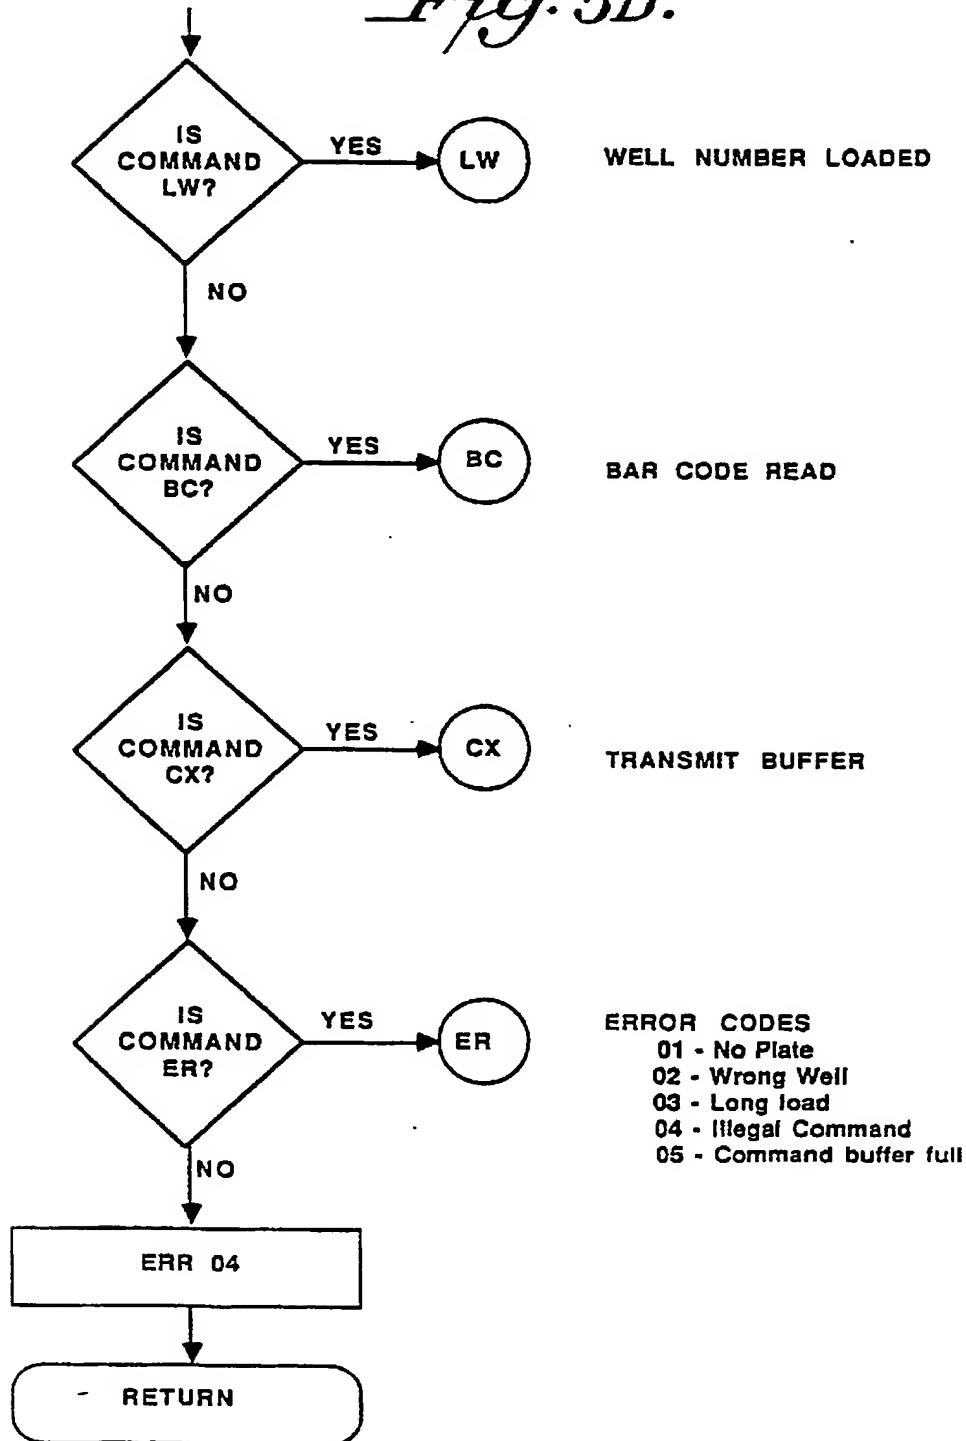 Fig. 5B.
IS
COMMAND
LW?
YES
LW
WELL NUMBER LOADED
NO
IS
COMMAND
BC?
YES
BC
BAR CODE READ
NO
IS
COMMAND
CX?
YES
CX
TRANSMIT BUFFER
NO
IS
COMMAND
ER?
YES
ER
ERROR CODES
01 - No Plate
02 - Wrong Well
03 - Long load
04 - Illegal Command
05 - Command buffer full
NO
ERR 04
RETURN